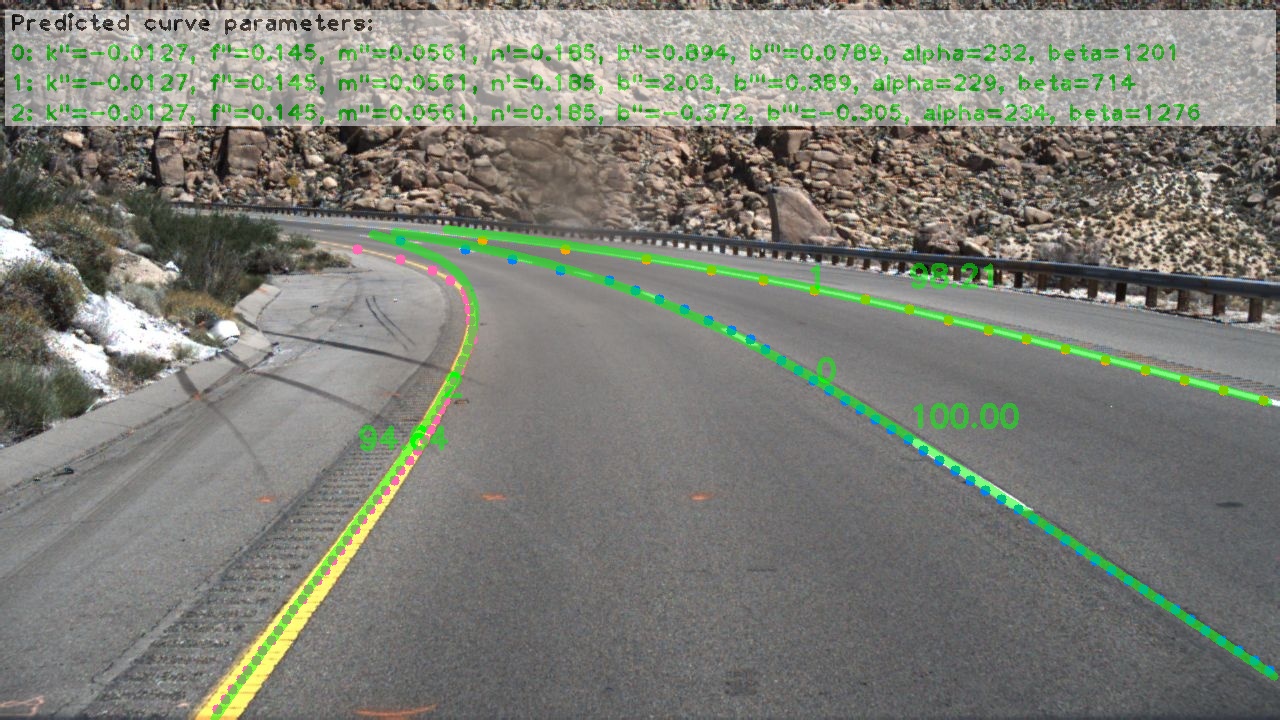 Predicted curve parameters:
0: k''=-0.0127, f''=0.145, m''=0.0561, n'=0.185, b''=0.894, b'''=0.0789, alpha=232, beta=1201
1: k''=-0.0127, f''=0.145, m''=0.0561, n'=0.185, b''=2.03, b'''=0.389, alpha=229, beta=714
2: k''=-0.0127, f''=0.145, m''=0.0561, n'=0.185, b''=-0.372, b'''=-0.305, alpha=234, beta=1276
1 98.21
0
100.00
2